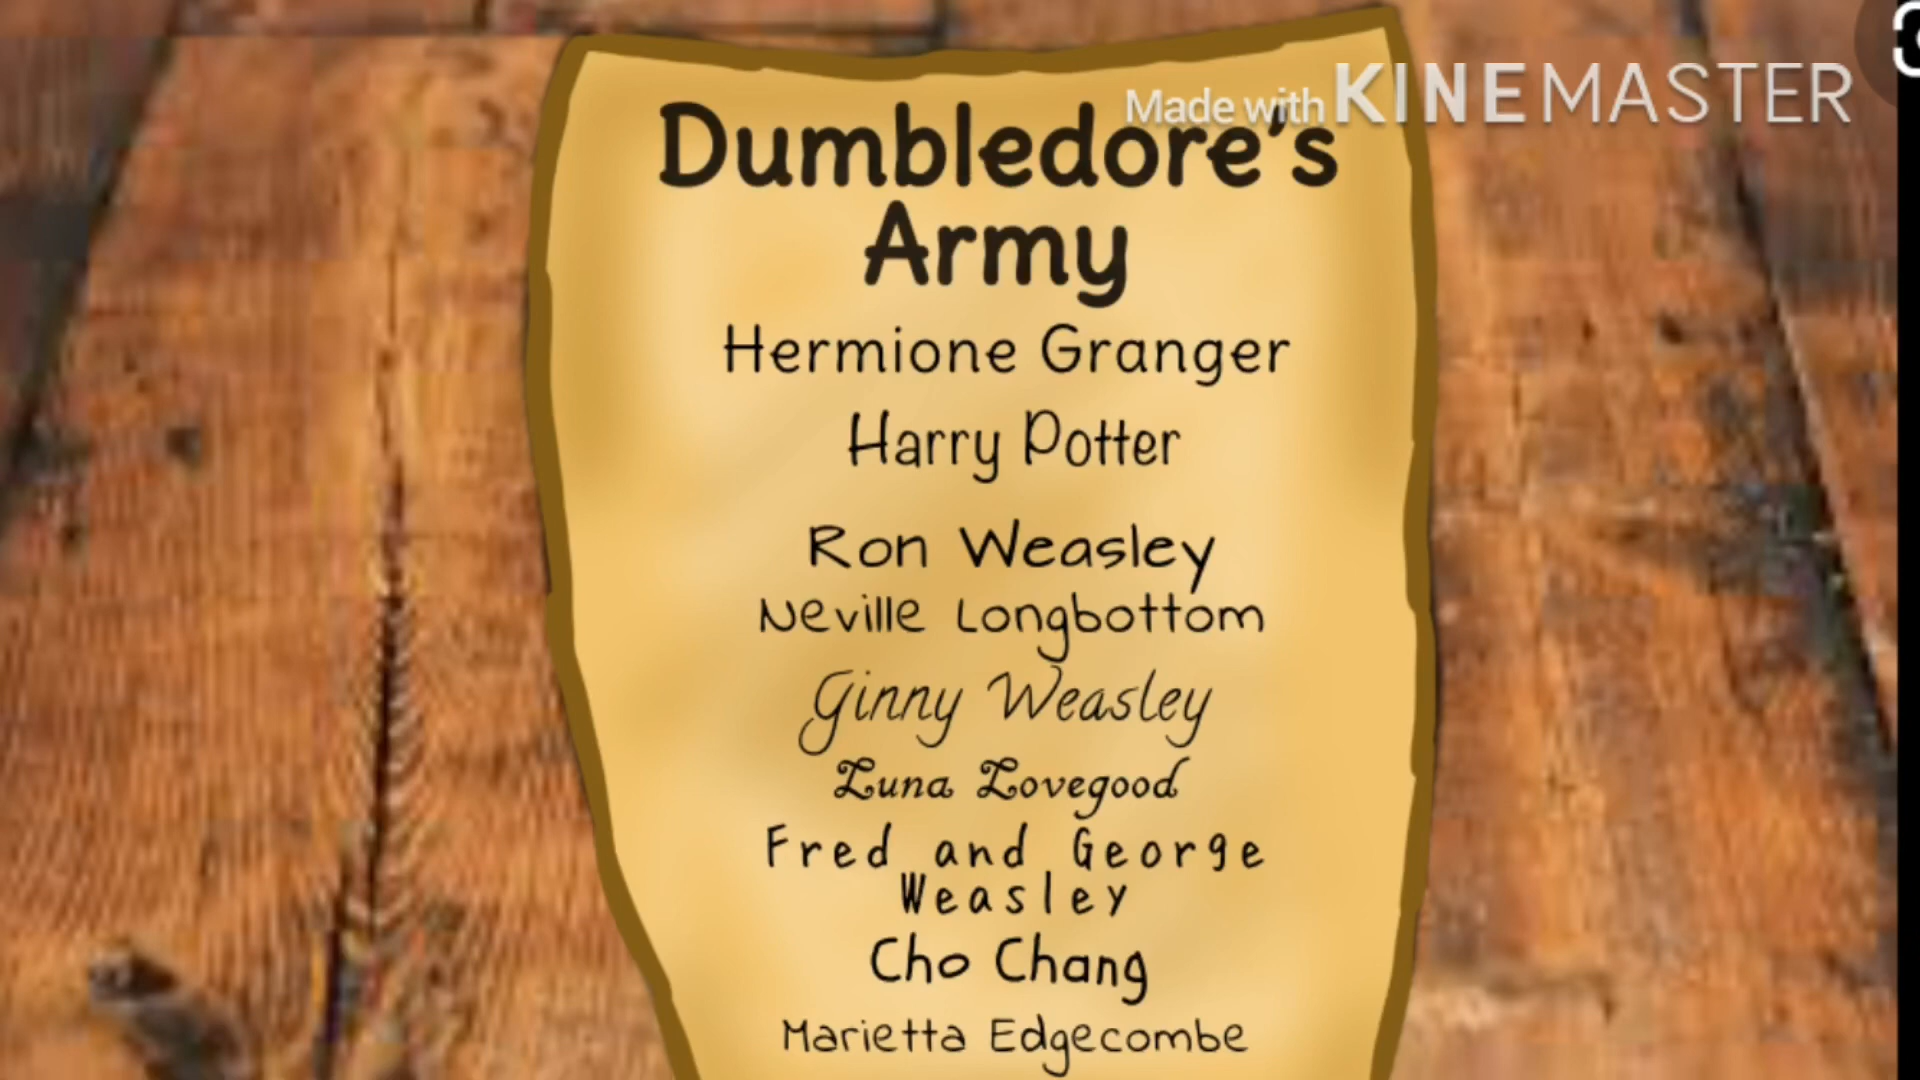 Made with KINEMASTER
Dumbledore's
Army
Hermione Granger
Harry Potter
Ron Weasley
Neville Longbottom
Ginny Weasley
Luna Lovegood
Fred and George
Weasley
Cho Chang
Marietta Edgecombe